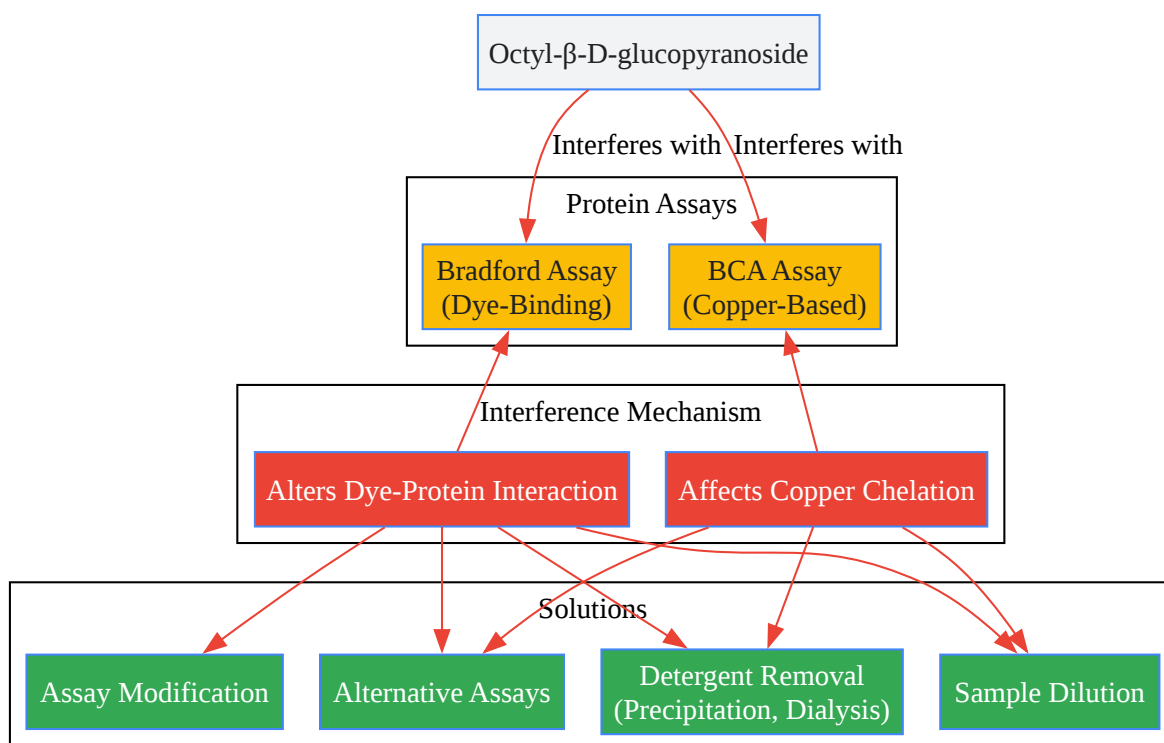 Octyl-β-D-glucopyranoside
Interferes with
Interferes with
Protein Assays
Bradford Assay
(Dye-Binding)
BCA Assay
(Copper-Based)
Interference Mechanism
Alters Dye-Protein Interaction
Affects Copper Chelation
Solutions
Assay Modification
Alternative Assays
Detergent Removal
(Precipitation, Dialysis)
Sample Dilution